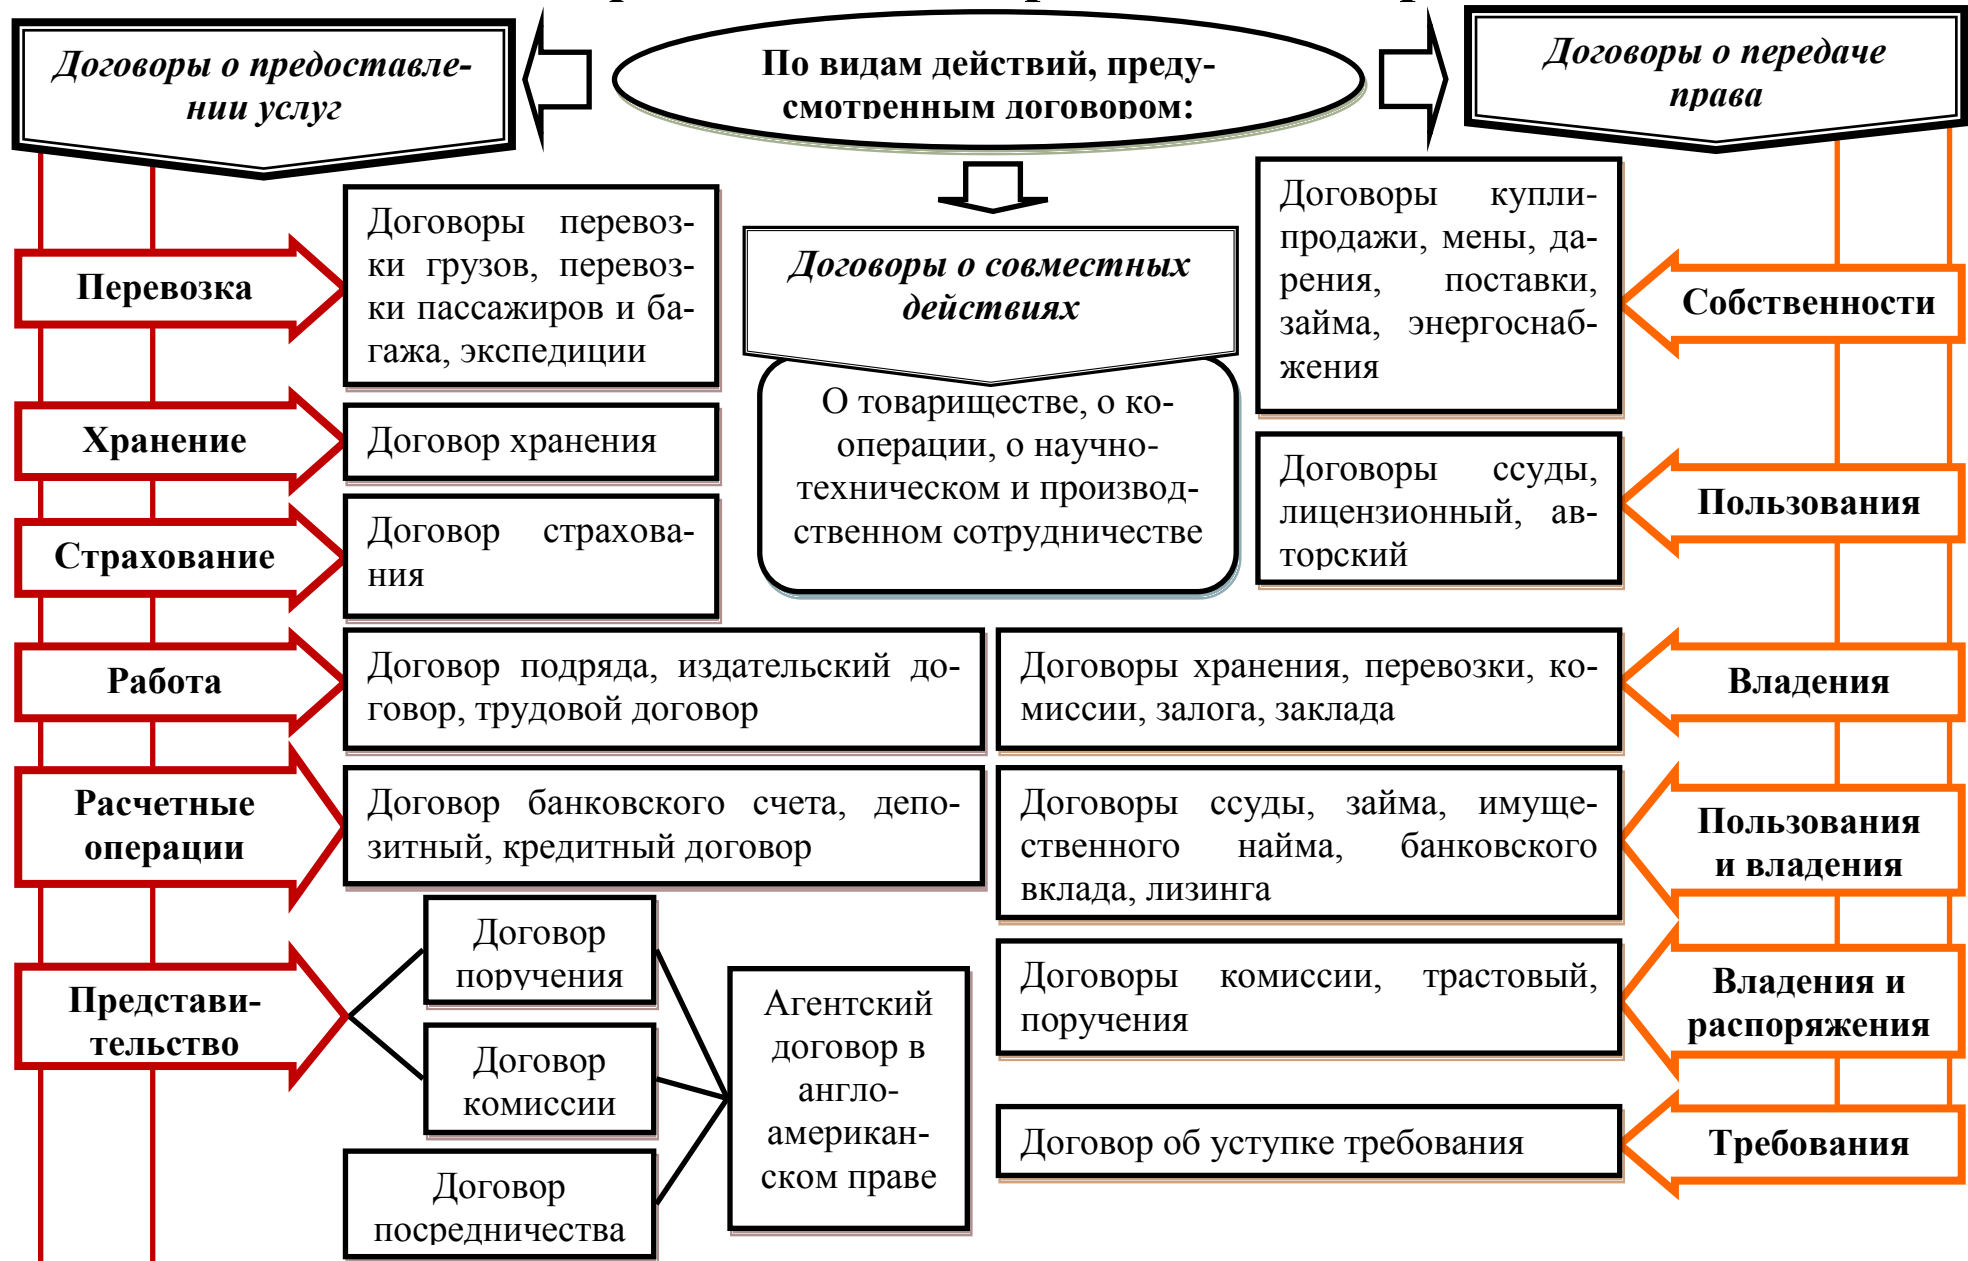 Договоры о предоставле-
нии услуг
По видам действий, преду-
смотренным договором:
Договоры о передаче
права
Перевозка
Договоры перевоз-
ки грузов, перевоз-
ки пассажиров и ба-
гажа, экспедиции
Хранение
Договор хранения
Страхование
Договор страхова-
ния
Договоры о совместных
действиях
О товариществе, о ко-
операции, о научно-
техническом и производ-
ственном сотрудничестве
Договоры купли-
продажи, мены, да-
рения, поставки,
займа, энергоснаб-
жения
Собственности
Договоры ссуды,
лицензионный, ав-
торский
Пользования
Работа
Договор подряда, издательский до-
говор, трудовой договор
Договоры хранения, перевозки, ко-
миссии, залога, заклада
Владения
Расчетные
операции
Договор банковского счета, депо-
зитный, кредитный договор
Договоры ссуды, займа, имуще-
ственного найма, банковского
вклада, лизинга
Пользования
и владения
Представи-
тельство
Договор
поручения
Договор
комиссии
Договор
посредничества
Агентский
договор в
англо-
американ-
ском праве
Договоры комиссии, трастовый,
поручения
Владения и
распоряжения
Договор об уступке требования
Требования